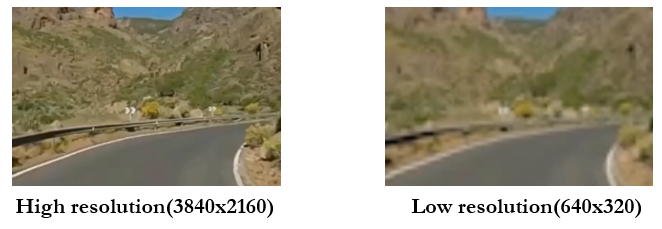 High resolution(3840x2160)
Low resolution(640x320)